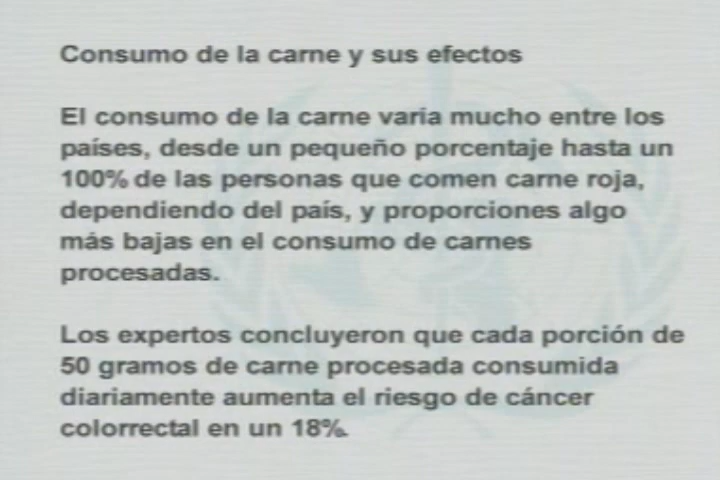 Consumo de la carne y sus efectos
El consumo de la carne varía mucho entre los
países, desde un pequeño porcentaje hasta un
100% de las personas que comen carne roja,
dependiendo del país, y proporciones algo
más bajas en el consumo de carnes
procesadas.
Los expertos concluyeron que cada porción de
50 gramos de carne procesada consumida
diariamente aumenta el riesgo de cáncer
colorrectal en un 18%.